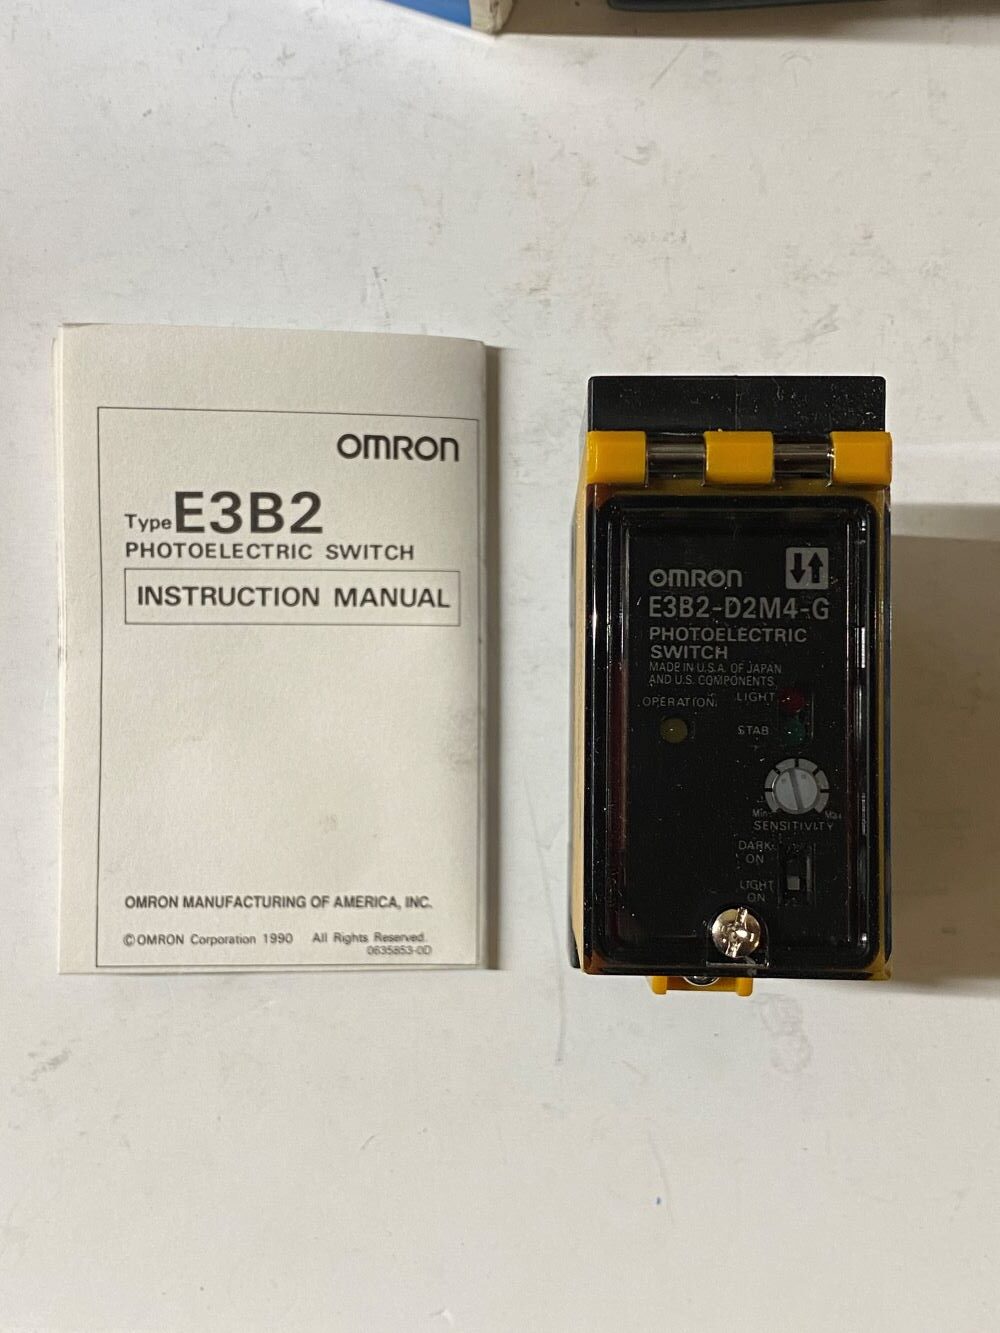 OMRON
Type E3B2
PHOTOELECTRIC SWITCH
INSTRUCTION MANUAL
OMRON MANUFACTURING OF AMERICA, INC.
©OMRON Corporation 1990 All Rights Reserved.
0635853-0D
OMRON
E3B2-D2M4-G
PHOTOELECTRIC
SWITCH
MADE IN U.S.A. OF JAPAN
AND U.S. COMPONENTS
OPERATION
LIGHT
STAB
Min Max
SENSITIVITY
DARK
ON
LIGHT
ON